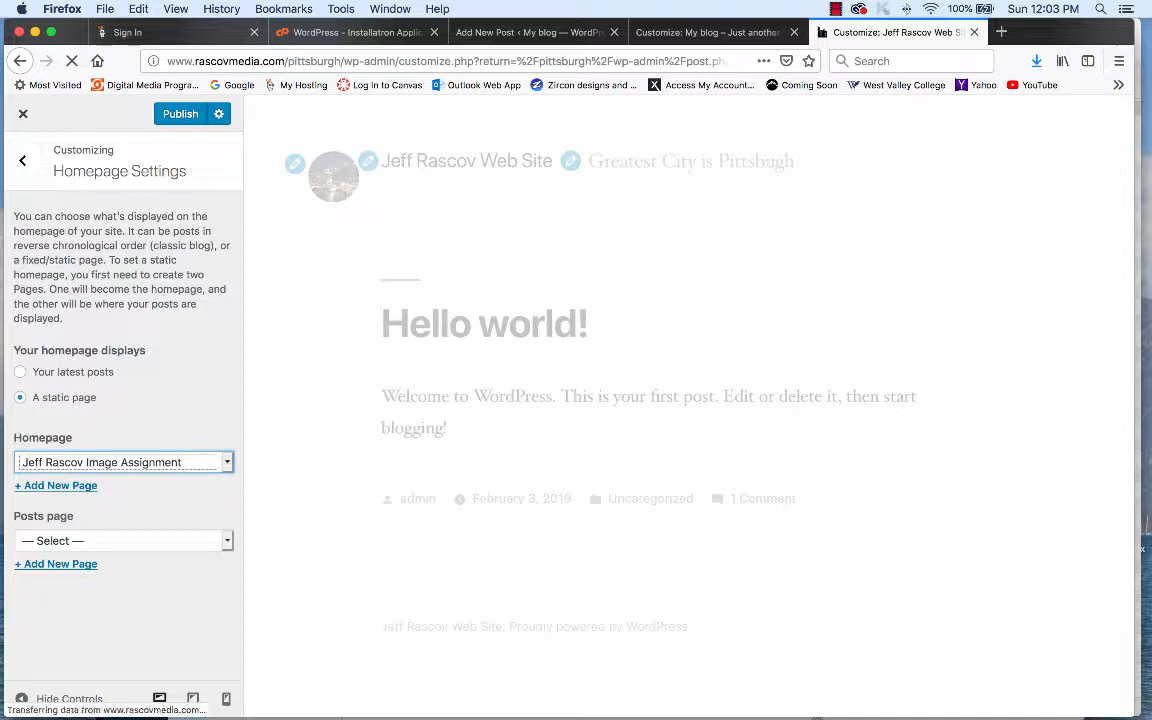 Firefox File Edit View History Bookmarks Tools Window Help 100% Sun 12:03 PM
Sign In
WordPress - Installatron Applic
Add New Post ‹ My blog — WordPr
Customize: My blog – Just another
Customize: Jeff Rascov Web Sit
www.rascovmedia.com/pittsburgh/wp-admin/customize.php?return=%2Fpittsburgh%2Fwp-admin%2Fpost.ph
Search
Most Visited Digital Media Progra... Google My Hosting Log In to Canvas Outlook Web App Zircon designs and ... Access My Account... Coming Soon West Valley College Yahoo YouTube
Publish
Customizing
Homepage Settings
You can choose what's displayed on the
homepage of your site. It can be posts in
reverse chronological order (classic blog), or
a fixed/static page. To set a static
homepage, you first need to create two
Pages. One will become the homepage, and
the other will be where your posts are
displayed.
Your homepage displays
Your latest posts
A static page
Homepage
Jeff Rascov Image Assignment
+ Add New Page
Posts page
— Select —
+ Add New Page
Hide Controls
Transferring data from www.rascovmedia.com...
Jeff Rascov Web Site Greatest City is Pittsbugh
Hello world!
Welcome to WordPress. This is your first post. Edit or delete it, then start
blogging!
admin February 3, 2019 Uncategorized 1 Comment
Jeff Rascov Web Site, Proudly powered by WordPress